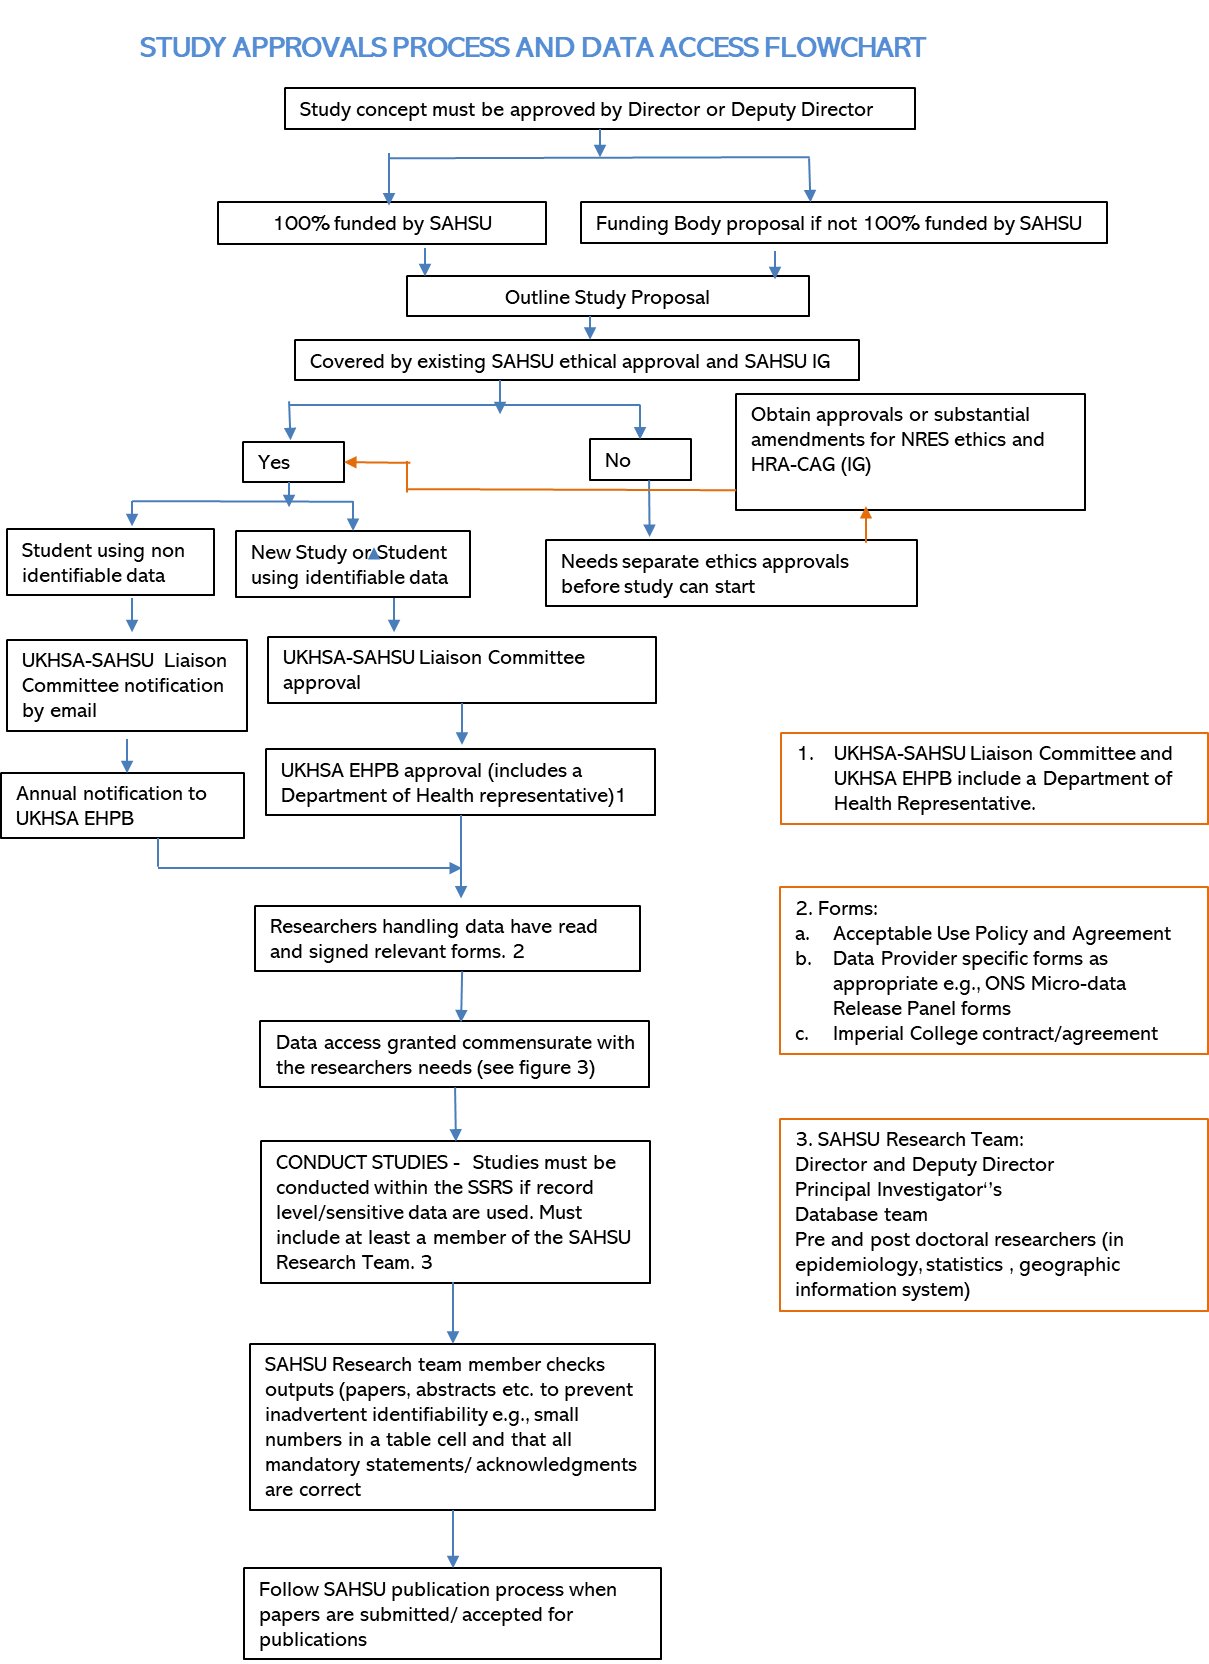 STUDY APPROVALS PROCESS AND DATA ACCESS FLOWCHART
Study concept must be approved by Director or Deputy Director
100% funded by SAHSU
Funding Body proposal if not 100% funded by SAHSU
Outline Study Proposal
Covered by existing SAHSU ethical approval and SAHSU IG
Yes
No
Obtain approvals or substantial
amendments for NRES ethics and
HRA-CAG (IG)
Student using non
identifiable data
New Study or Student
using identifiable data
Needs separate ethics approvals
before study can start
UKHSA-SAHSU  Liaison
Committee notification
by email
UKHSA-SAHSU Liaison Committee
approval
Annual notification to
UKHSA EHPB
UKHSA EHPB approval (includes a
Department of Health representative)1
1. UKHSA-SAHSU Liaison Committee and
UKHSA EHPB include a Department of
Health Representative.
Researchers handling data have read
and signed relevant forms. 2
2. Forms:
a. Acceptable Use Policy and Agreement
b. Data Provider specific forms as
appropriate e.g., ONS Micro-data
Release Panel forms
c. Imperial College contract/agreement
Data access granted commensurate with
the researchers needs (see figure 3)
CONDUCT STUDIES -  Studies must be
conducted within the SSRS if record
level/sensitive data are used. Must
include at least a member of the SAHSU
Research Team. 3
3. SAHSU Research Team:
Director and Deputy Director
Principal Investigator‘’s
Database team
Pre and post doctoral researchers (in
epidemiology, statistics , geographic
information system)
SAHSU Research team member checks
outputs (papers, abstracts etc. to prevent
inadvertent identifiability e.g., small
numbers in a table cell and that all
mandatory statements/ acknowledgments
are correct
Follow SAHSU publication process when
papers are submitted/ accepted for
publications